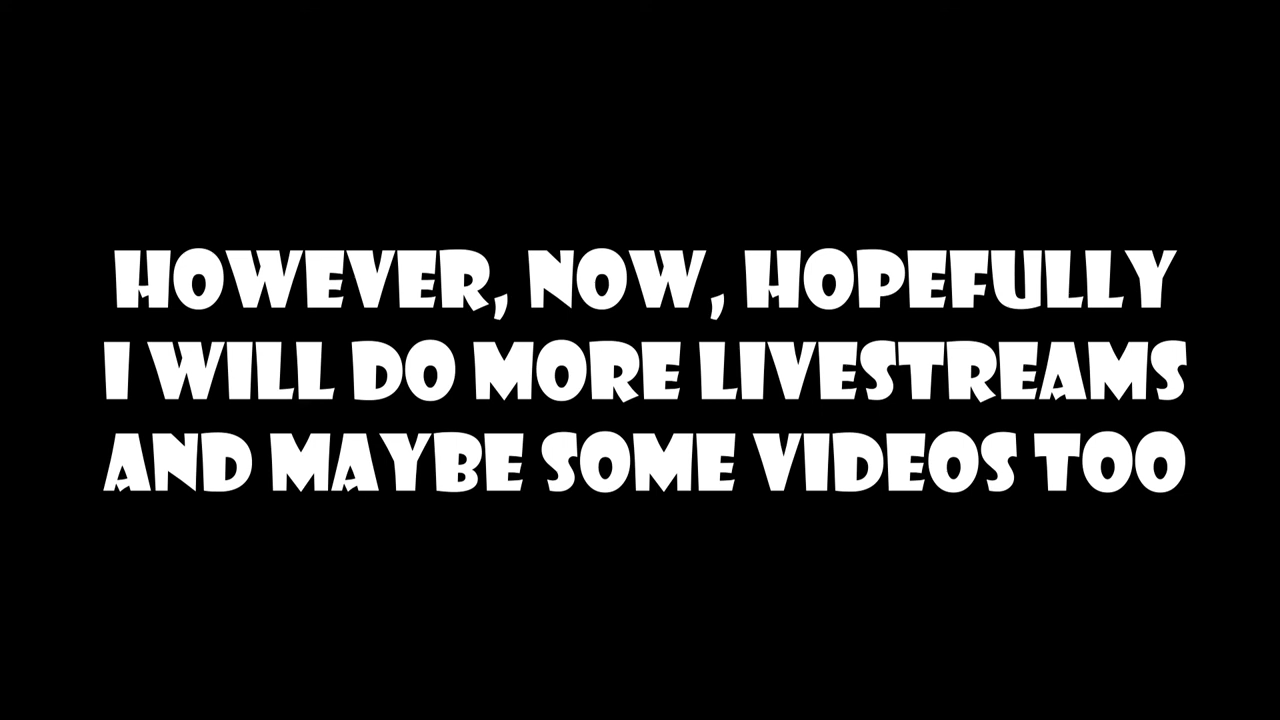 HOWEVER, NOW, HOPEFULLY
I WILL DO MORE LIVESTREAMS
AND MAYBE SOME VIDEOS TOO